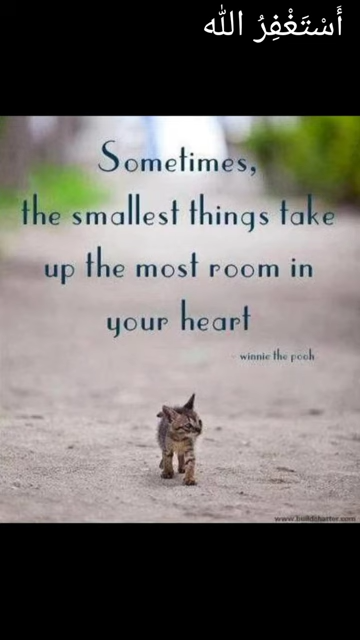 أَسْتَغْفِرُ اللّه
Sometimes,
the smallest things take
up the most room in
your heart
- winnie the pooh